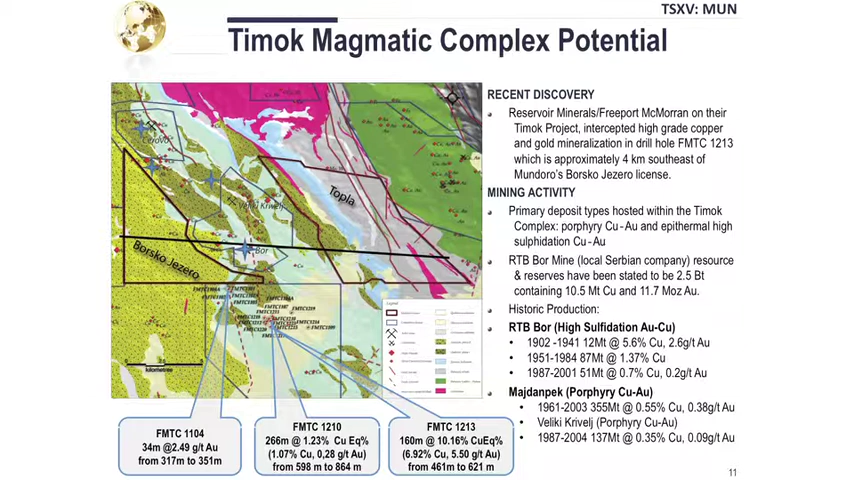 TSXV: MUN
Timok Magmatic Complex Potential
RECENT DISCOVERY
Reservoir Minerals/Freeport McMorran on their
Timok Project, intercepted high grade copper
and gold mineralization in drill hole FMTC 1213
which is approximately 4 km southeast of
Mundoro's Borsko Jezero license.
MINING ACTIVITY
Primary deposit types hosted within the Timok
Complex: porphyry Cu-Au and epithermal high
sulphidation Cu-Au
RTB Bor Mine (local Serbian company) resource
& reserves have been stated to be 2.5 Bt
containing 10.5 Mt Cu and 11.7 Moz Au.
Historic Production:
RTB Bor (High Sulfidation Au-Cu)
• 1902 -1941 12Mt @ 5.6% Cu, 2.6g/t Au
• 1951-1984 87Mt @ 1.37% Cu
• 1987-2001 51Mt @ 0.7% Cu, 0.2g/t Au
Majdanpek (Porphyry Cu-Au)
• 1961-2003 355Mt @ 0.55% Cu, 0.38g/t Au
• Veliki Krivelj (Porphyry Cu-Au)
• 1987-2004 137Mt @ 0.35% Cu, 0.09g/t Au
Cerovo
Topla
Veliki Krivelj
Bor
Borsko Jezero
kilometres
FMTC 1104
34m @2.49 g/t Au
from 317m to 351m
FMTC 1210
266m @ 1.23% Cu Eq%
(1.07% Cu, 0,28 g/t Au)
from 598 m to 864 m
FMTC 1213
160m @ 10.16% CuEq%
(6.92% Cu, 5.50 g/t Au)
from 461m to 621 m
11